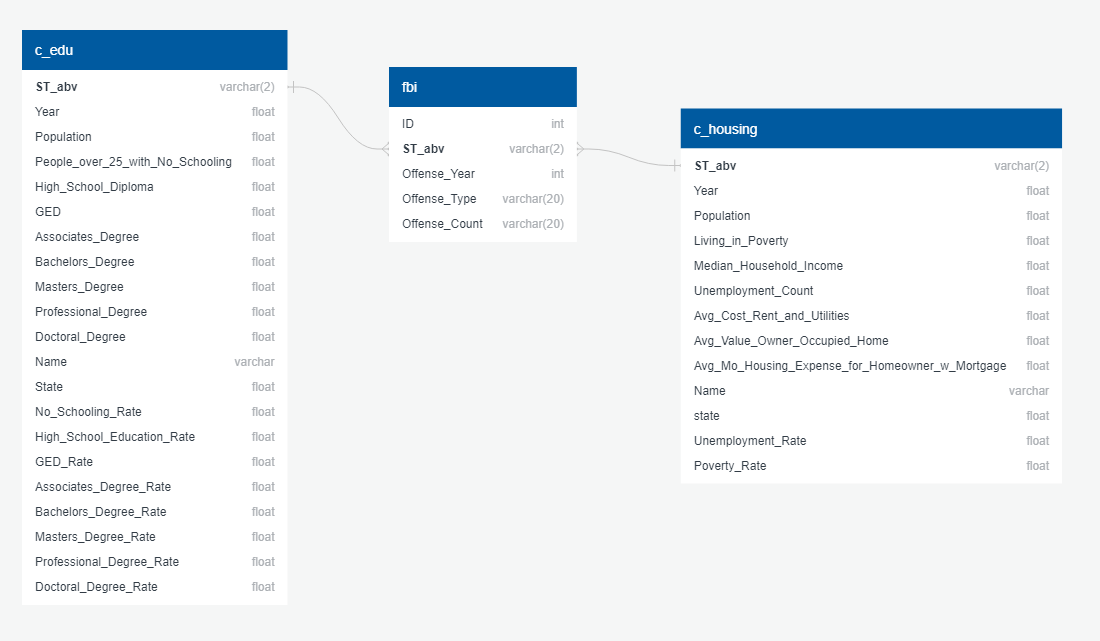 c_edu
ST_abv varchar(2)
Year float
Population float
People_over_25_with_No_Schooling float
High_School_Diploma float
GED float
Associates_Degree float
Bachelors_Degree float
Masters_Degree float
Professional_Degree float
Doctoral_Degree float
Name varchar
State float
No_Schooling_Rate float
High_School_Education_Rate float
GED_Rate float
Associates_Degree_Rate float
Bachelors_Degree_Rate float
Masters_Degree_Rate float
Professional_Degree_Rate float
Doctoral_Degree_Rate float
fbi
ID int
ST_abv varchar(2)
Offense_Year int
Offense_Type varchar(20)
Offense_Count varchar(20)
c_housing
ST_abv varchar(2)
Year float
Population float
Living_in_Poverty float
Median_Household_Income float
Unemployment_Count float
Avg_Cost_Rent_and_Utilities float
Avg_Value_Owner_Occupied_Home float
Avg_Mo_Housing_Expense_for_Homeowner_w_Mortgage float
Name varchar
state float
Unemployment_Rate float
Poverty_Rate float